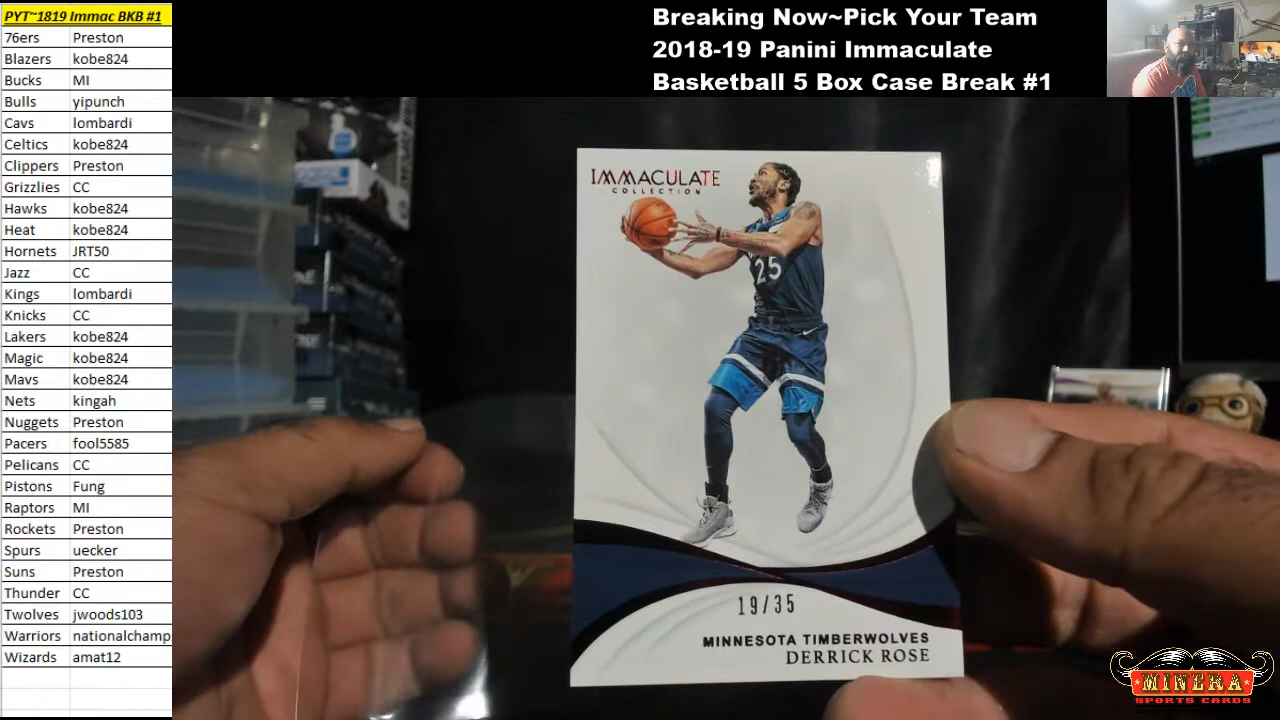 PYT~1819 Immac BKB #1
76ers Preston
Blazers kobe824
Bucks MI
Bulls yipunch
Cavs lombardi
Celtics kobe824
Clippers Preston
Grizzlies CC
Hawks kobe824
Heat kobe824
Hornets JRT50
Jazz CC
Kings lombardi
Knicks CC
Lakers kobe824
Magic kobe824
Mavs kobe824
Nets kingah
Nuggets Preston
Pacers fool5585
Pelicans CC
Pistons Fung
Raptors MI
Rockets Preston
Spurs uecker
Suns Preston
Thunder CC
Twolves jwoods103
Warriors nationalchamp
Wizards amat12
Breaking Now~Pick Your Team
2018-19 Panini Immaculate
Basketball 5 Box Case Break #1
IMMACULATE
COLLECTION
25
19/35
MINNESOTA TIMBERWOLVES
DERRICK ROSE
MINERA
SPORTS CARDS